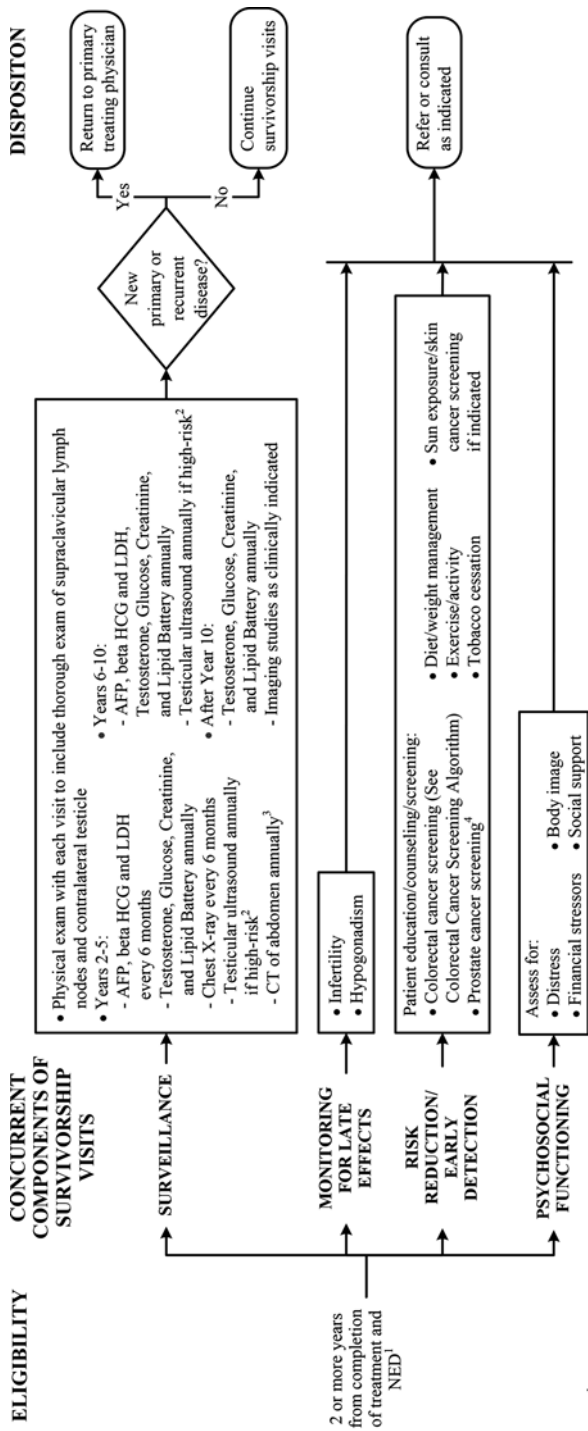 ELIGIBILITY
CONCURRENT
COMPONENTS OF
SURVIVORSHIP
VISITS
DISPOSITON
2 or more years
from completion
of treatment and
NED1
SURVEILLANCE
• Physical exam with each visit to include thorough exam of supraclavicular lymph
nodes and contralateral testicle
• Years 2-5:
- AFP, beta HCG and LDH
every 6 months
- Testosterone, Glucose, Creatinine,
and Lipid Battery annually
- Chest X-ray every 6 months
- Testicular ultrasound annually
if high-risk2
- CT of abdomen annually3
• Years 6-10:
- AFP, beta HCG and LDH,
Testosterone, Glucose, Creatinine,
and Lipid Battery annually
- Testicular ultrasound annually if high-risk2
• After Year 10:
- Testosterone, Glucose, Creatinine,
and Lipid Battery annually
- Imaging studies as clinically indicated
New
primary or
recurrent
disease?
Yes
Return to primary
treating physician
No
Continue
survivorship visits
MONITORING
FOR LATE
EFFECTS
• Infertility
• Hypogonadism
RISK
REDUCTION/
EARLY
DETECTION
Patient education/counseling/screening:
• Colorectal cancer screening (See
Colorectal Cancer Screening Algorithm)
• Prostate cancer screening4
• Diet/weight management
• Exercise/activity
• Tobacco cessation
• Sun exposure/skin
cancer screening
if indicated
Refer or consult
as indicated
PSYCHOSOCIAL
FUNCTIONING
Assess for:
• Distress
• Financial stressors
• Body image
• Social support